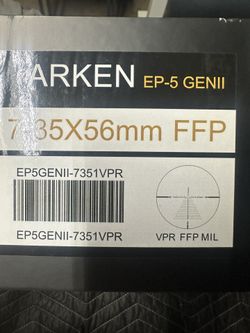 ARKEN EP-5 GENII
7-35X56mm FFP
EP5GENII-7351VPR
EP5GENII-7351VPR
VPR FFP MIL